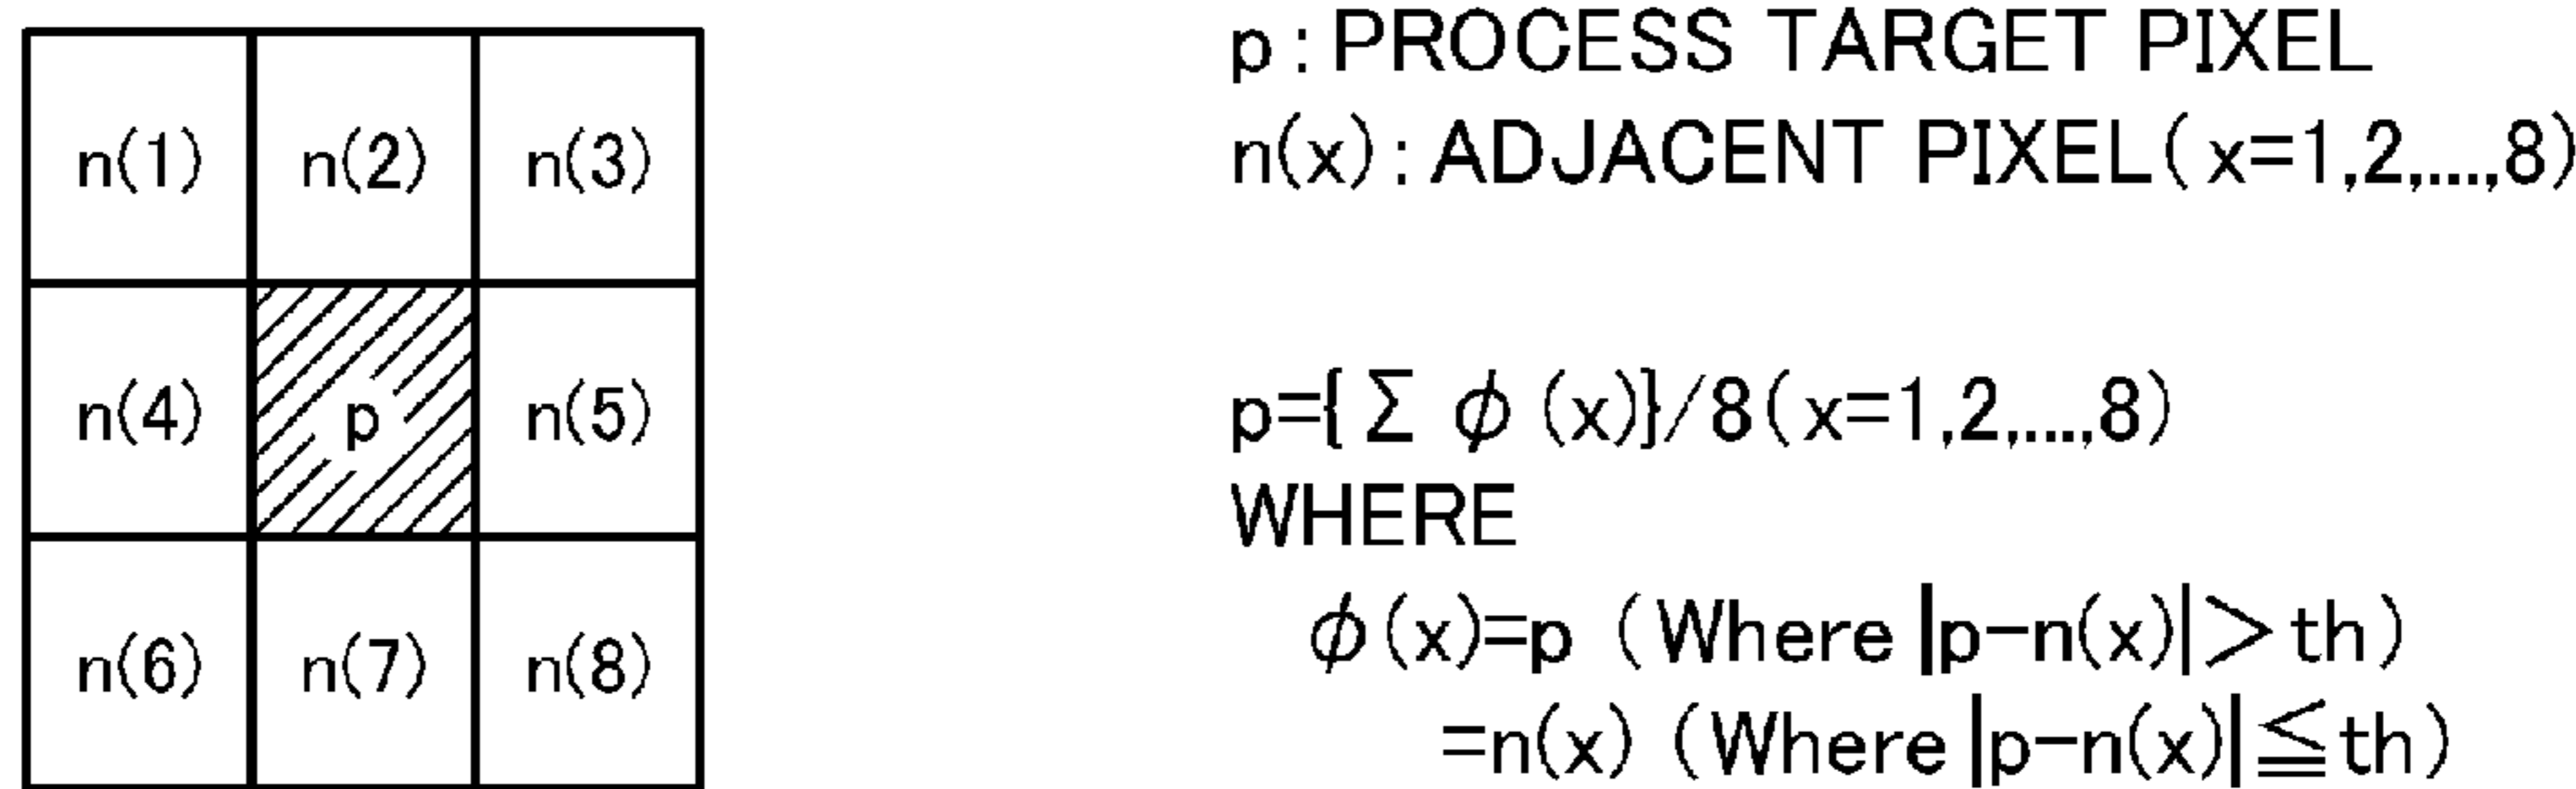 n(1) n(2) n(3)
n(4) p n(5)
n(6) n(7) n(8)
p : PROCESS TARGET PIXEL
n(x) : ADJACENT PIXEL( x=1,2,...,8)
p={ Σ ϕ (x)}/8( x=1,2,...,8)
WHERE
ϕ (x)=p ( Where |p-n(x)|> th)
=n(x) ( Where |p-n(x)|≦ th)